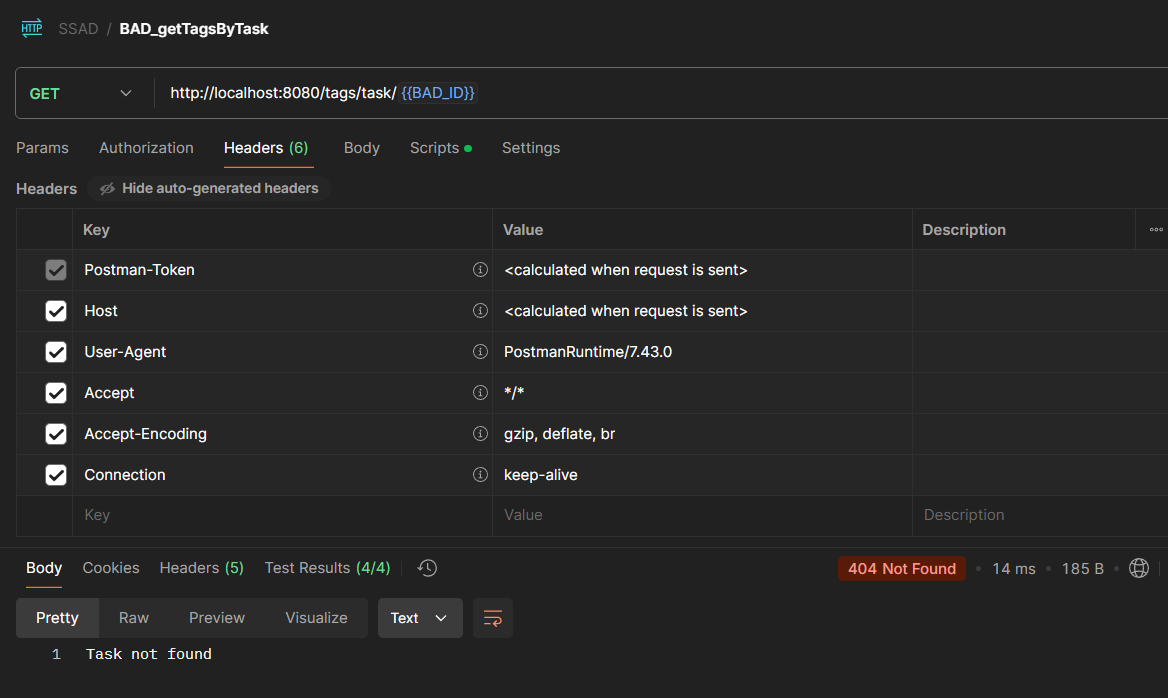 HTTP SSAD / BAD_getTagsByTask
GET http://localhost:8080/tags/task/ {{BAD_ID}}
Params Authorization Headers (6) Body Scripts Settings
Headers Hide auto-generated headers
Key Value Description
Postman-Token <calculated when request is sent>
Host <calculated when request is sent>
User-Agent PostmanRuntime/7.43.0
Accept */*
Accept-Encoding gzip, deflate, br
Connection keep-alive
Key Value Description
Body Cookies Headers (5) Test Results (4/4) 404 Not Found • 14 ms • 185 B •
Pretty Raw Preview Visualize Text
1 Task not found